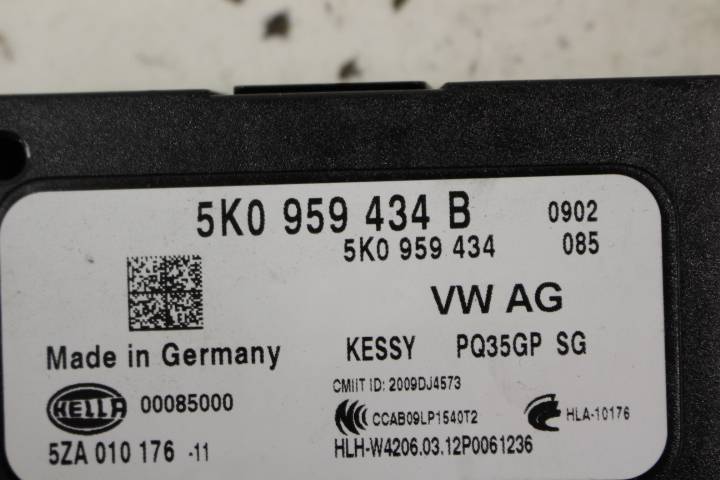 5K0 959 434 B 0902
5K0 959 434 085
VW AG
Made in Germany KESSY PQ35GP SG
CMIIT ID: 2009DJ4573
HELLA 00085000 CCAB09LP1540T2 HLA-10176
5ZA 010 176 -11 HLH-W4206.03.12P0061236